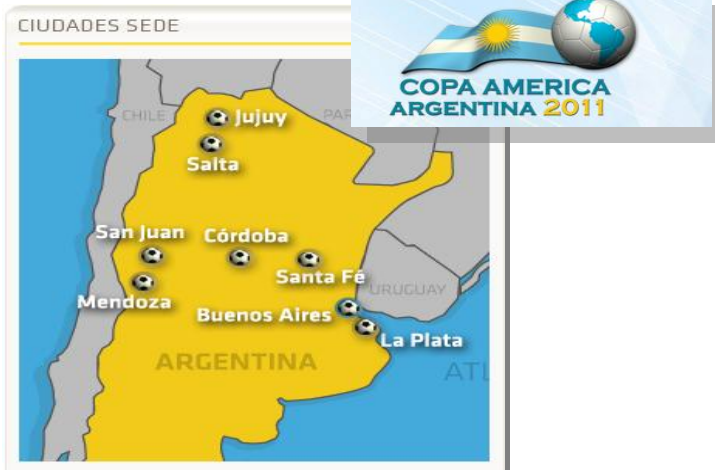 CIUDADES SEDE
COPA AMERICA
ARGENTINA 2011
CHILE
Jujuy
Salta
San Juan
Córdoba
Santa Fé
Mendoza
URUGUAY
Buenos Aires
La Plata
ARGENTINA